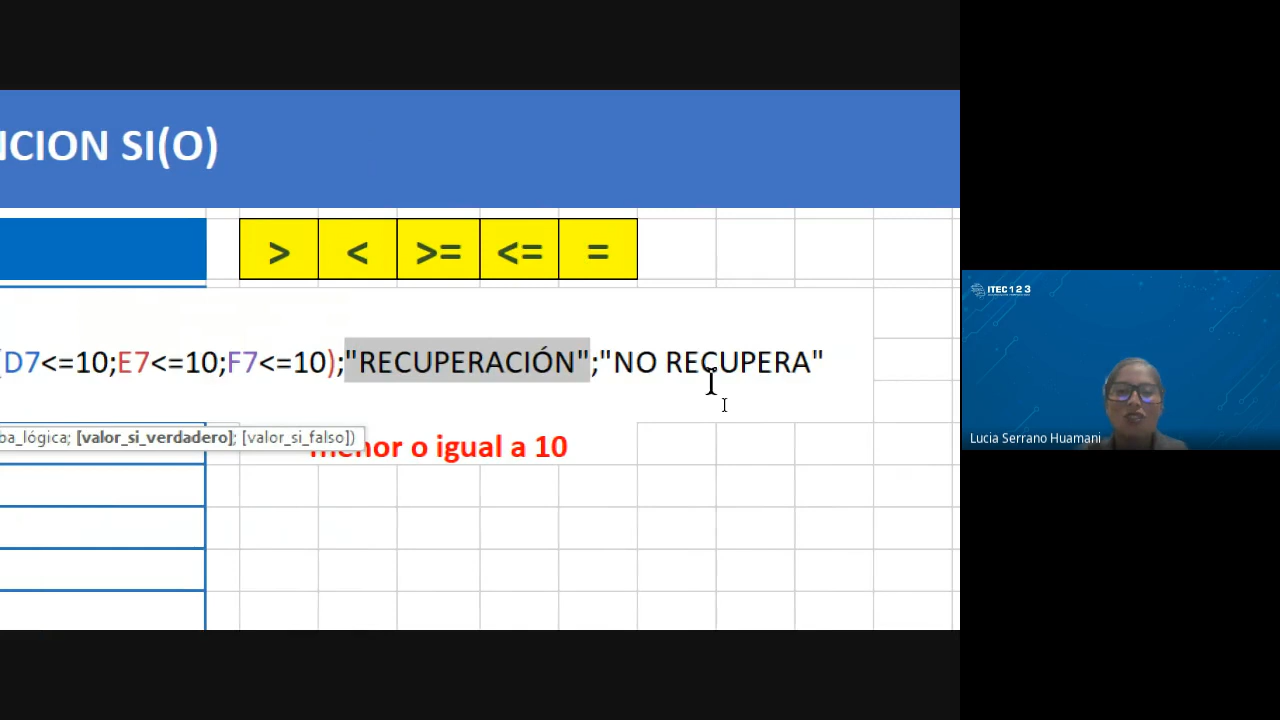 NCION SI(O)
> < >= <= =
(D7<=10;E7<=10;F7<=10);"RECUPERACIÓN";"NO RECUPERA"
ba_lógica; [valor_si_verdadero]; [valor_si_falso])
menor o igual a 10
ITEC 1 2 3
Lucia Serrano Huamani